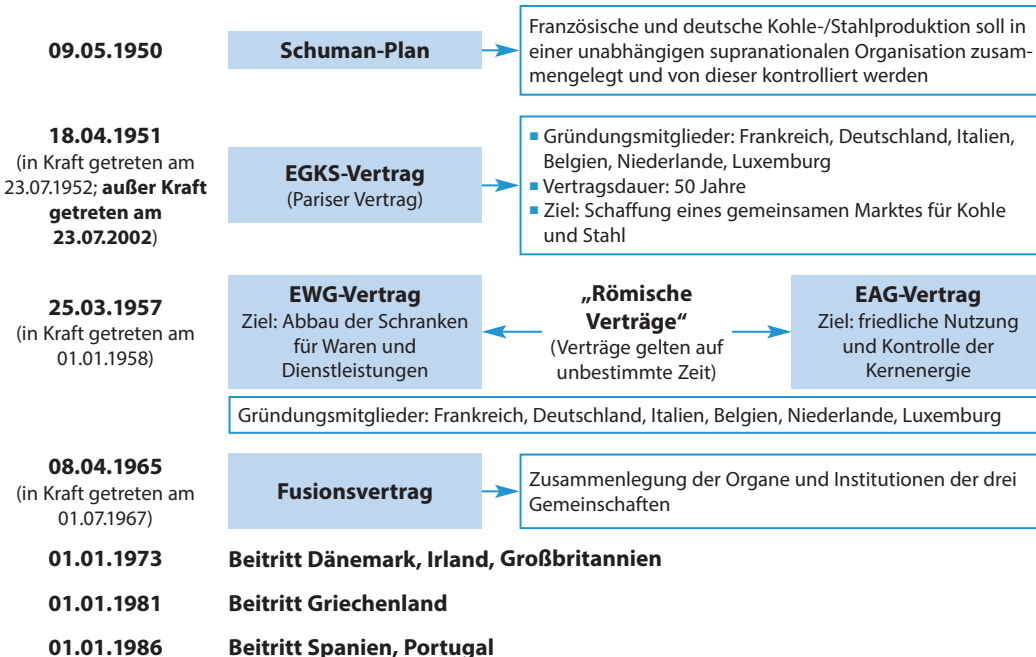 09.05.1950
Schuman-Plan
Französische und deutsche Kohle-/Stahlproduktion soll in
einer unabhängigen supranationalen Organisation zusam-
mengelegt und von dieser kontrolliert werden
18.04.1951
(in Kraft getreten am
23.07.1952; außer Kraft
getreten am
23.07.2002)
EGKS-Vertrag
(Pariser Vertrag)
▪ Gründungsmitglieder: Frankreich, Deutschland, Italien,
Belgien, Niederlande, Luxemburg
▪ Vertragsdauer: 50 Jahre
▪ Ziel: Schaffung eines gemeinsamen Marktes für Kohle
und Stahl
25.03.1957
(in Kraft getreten am
01.01.1958)
EWG-Vertrag
Ziel: Abbau der Schranken
für Waren und
Dienstleistungen
„Römische
Verträge“
(Verträge gelten auf
unbestimmte Zeit)
EAG-Vertrag
Ziel: friedliche Nutzung
und Kontrolle der
Kernenergie
Gründungsmitglieder: Frankreich, Deutschland, Italien, Belgien, Niederlande, Luxemburg
08.04.1965
(in Kraft getreten am
01.07.1967)
Fusionsvertrag
Zusammenlegung der Organe und Institutionen der drei
Gemeinschaften
01.01.1973 Beitritt Dänemark, Irland, Großbritannien
01.01.1981 Beitritt Griechenland
01.01.1986 Beitritt Spanien, Portugal